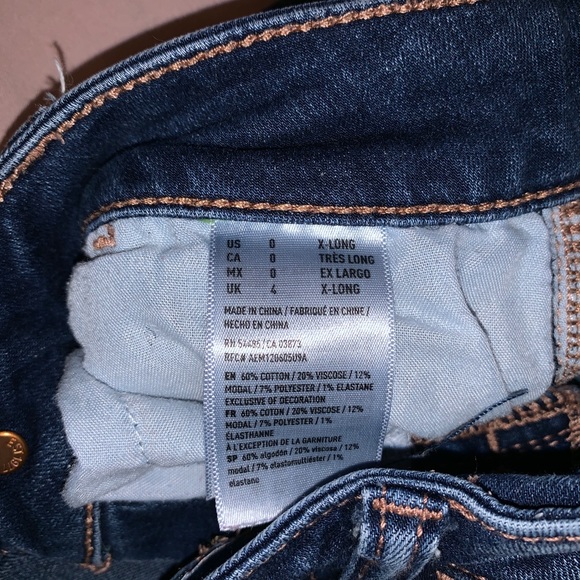 US 0 X-LONG
CA 0 TRÈS LONG
MX 0 EX LARGO
UK 4 X-LONG
MADE IN CHINA / FABRIQUÉ EN CHINE /
HECHO EN CHINA
RN 54485 / CA 03873
RFC# AEM120605U9A
EN 60% COTTON / 20% VISCOSE / 12%
MODAL / 7% POLYESTER / 1% ELASTANE
EXCLUSIVE OF DECORATION
FR 60% COTON / 20% VISCOSE / 12%
MODAL / 7% POLYESTER / 1%
ÉLASTHANNE
À L'EXCEPTION DE LA GARNITURE
SP 60% algodón / 20% viscosa / 12%
modal / 7% elastomultiéster / 1%
elastano